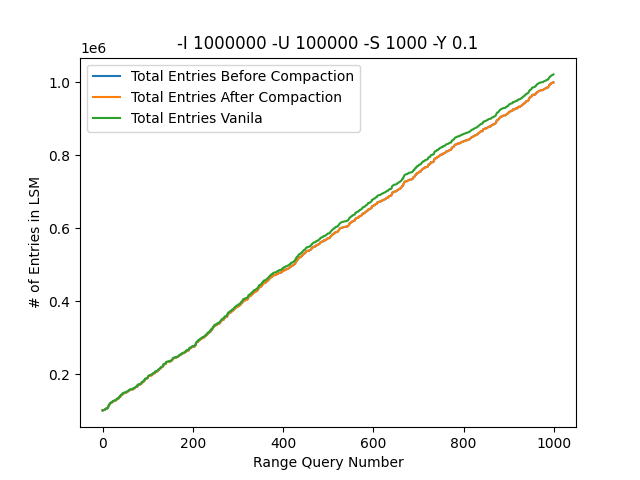 -I 1000000 -U 100000 -S 1000 -Y 0.1
1e6
Total Entries Before Compaction
Total Entries After Compaction
Total Entries Vanila
1.0
0.8
0.6
0.4
0.2
# of Entries in LSM
0 200 400 600 800 1000
Range Query Number